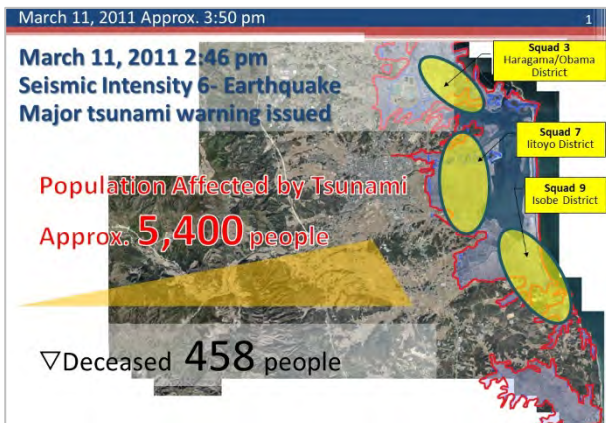 March 11, 2011 Approx. 3:50 pm
1
March 11, 2011 2:46 pm
Seismic Intensity 6- Earthquake
Major tsunami warning issued
Squad 3
Haragama/Obama
District
Squad 7
Iitoyo District
Squad 9
Isobe District
Population Affected by Tsunami
Approx. 5,400 people
▽Deceased 458 people